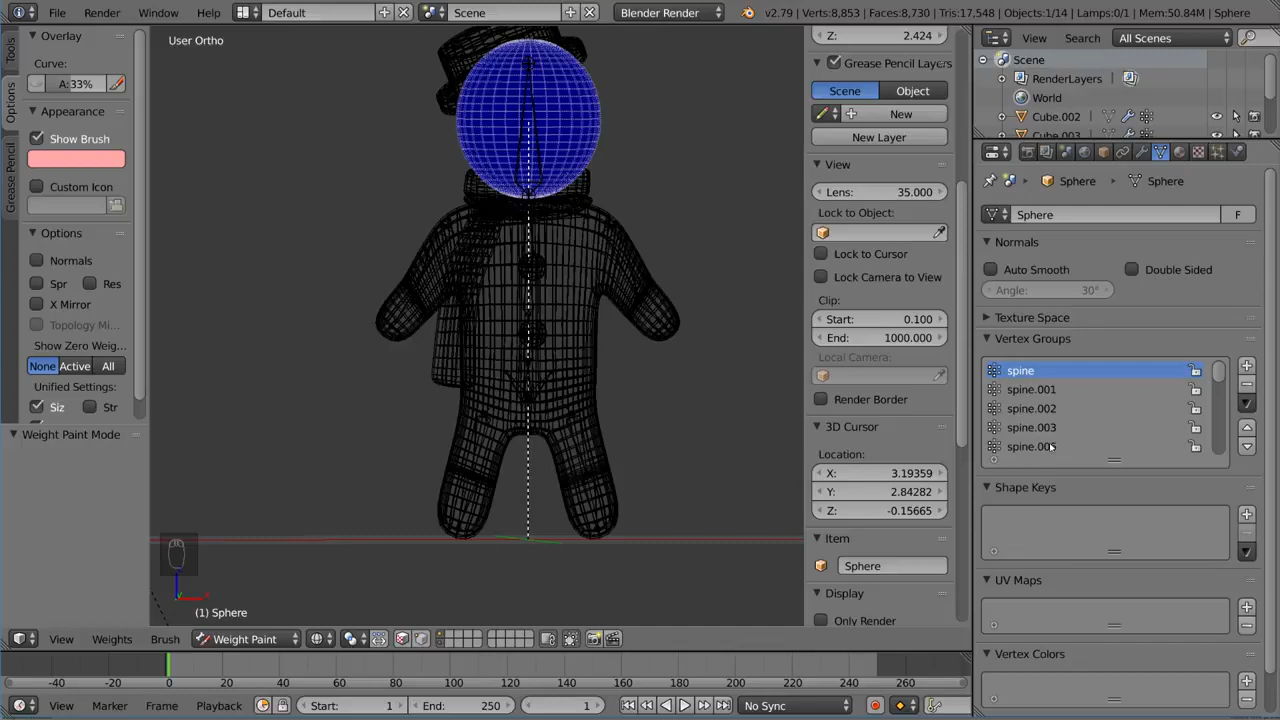 File Render Window Help Default Scene Blender Render v2.79 | Verts:8,853 | Faces:8,730 | Tris:17,548 | Objects:1/14 | Lamps:0/1 | Mem:50.84M | Sphere
Tools
Options
Grease Pencil
Overlay
Curve:
A:33%
Appearance
Show Brush
Custom Icon
Options
Normals
Spr Res
X Mirror
Topology Mi...
Show Zero Weig...
None Active All
Unified Settings:
Siz Str
Weight Paint Mode
User Ortho
(1) Sphere
Z: 2.424
Grease Pencil Layers
Scene Object
New
New Layer
View
Lens: 35.000
Lock to Object:
Lock to Cursor
Lock Camera to View
Clip:
Start: 0.100
End: 1000.000
Local Camera:
Render Border
3D Cursor
Location:
X: 3.19359
Y: 2.84282
Z: -0.15665
Item
Sphere
Display
Only Render
View Search All Scenes
Scene
RenderLayers
World
Cube.002
Cube.003
Sphere Sphere
Sphere F
Normals
Auto Smooth Double Sided
Angle: 30°
Texture Space
Vertex Groups
spine
spine.001
spine.002
spine.003
Shape Keys
UV Maps
Vertex Colors
View Weights Brush Weight Paint
-40 -20 0 20 40 60 80 100 120 140 160 180 200 220 240 260
View Marker Frame Playback Start: 1 End: 250 1 No Sync